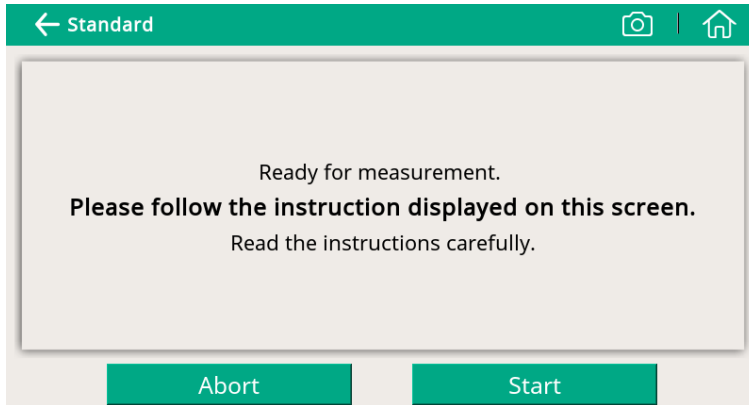 Standard
Ready for measurement.
Please follow the instruction displayed on this screen.
Read the instructions carefully.
Abort
Start